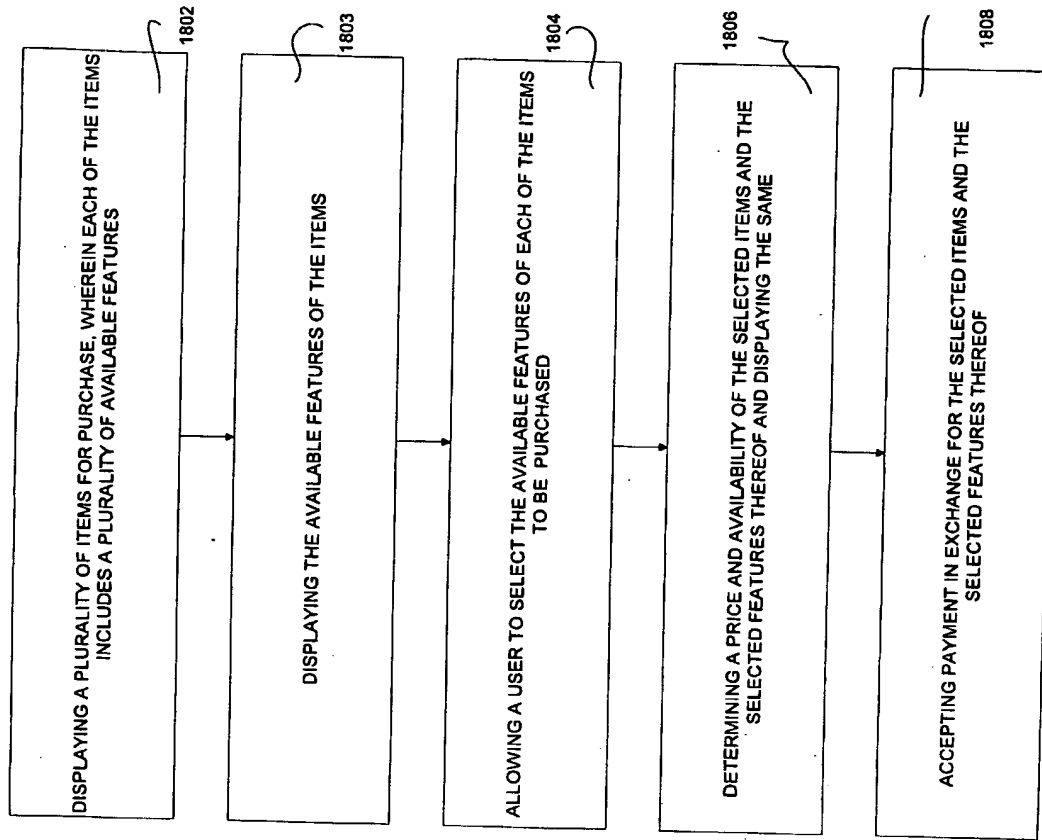 DISPLAYING A PLURALITY OF ITEMS FOR PURCHASE, WHEREIN EACH OF THE ITEMS
INCLUDES A PLURALITY OF AVAILABLE FEATURES
1802
DISPLAYING THE AVAILABLE FEATURES OF THE ITEMS
1803
ALLOWING A USER TO SELECT THE AVAILABLE FEATURES OF EACH OF THE ITEMS
TO BE PURCHASED
1804
DETERMINING A PRICE AND AVAILABILITY OF THE SELECTED ITEMS AND THE
SELECTED FEATURES THEREOF AND DISPLAYING THE SAME
1806
ACCEPTING PAYMENT IN EXCHANGE FOR THE SELECTED ITEMS AND THE
SELECTED FEATURES THEREOF
1808